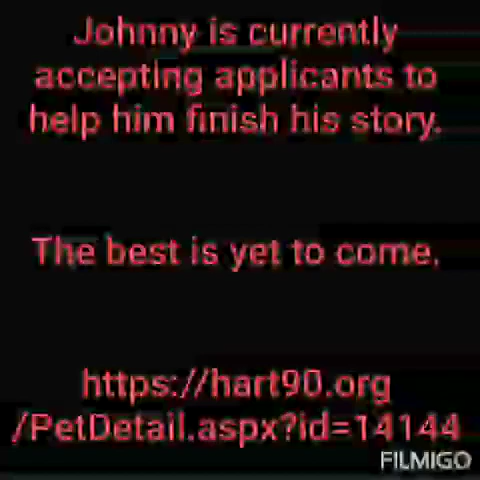 Johnny is currently
accepting applicants to
help him finish his story.
The best is yet to come.
https://hart90.org
/PetDetail.aspx?id=14144
FILMIGO